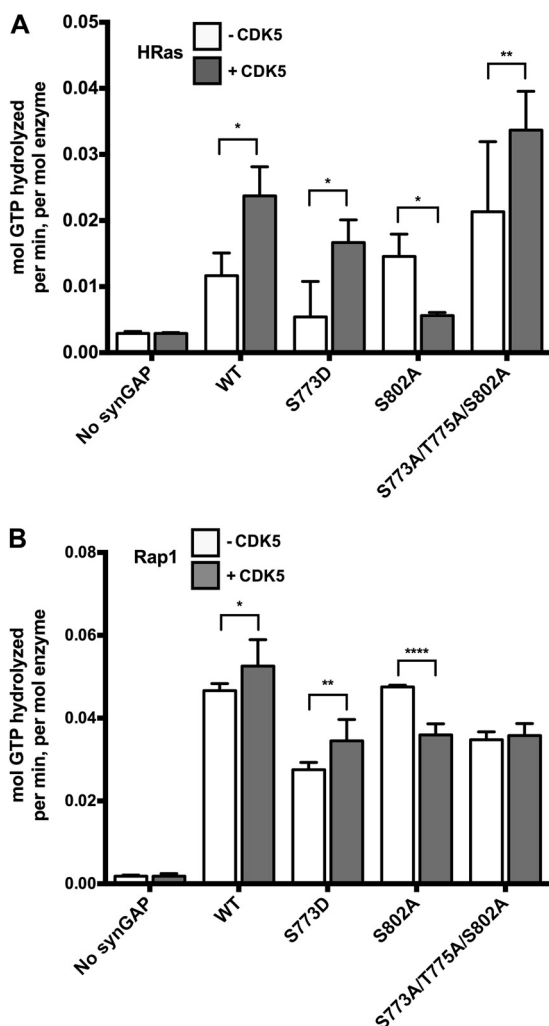 A
HRas
- CDK5
+ CDK5
mol GTP hydrolyzed
per min, per mol enzyme
0.05
0.04
0.03
0.02
0.01
0.00
*
*
*
**
No synGAP
WT
S773D
S802A
S773A/T775A/S802A
B
Rap1
- CDK5
+ CDK5
mol GTP hydrolyzed
per min, per mol enzyme
0.08
0.06
0.04
0.02
0.00
*
**
****
No synGAP
WT
S773D
S802A
S773A/T775A/S802A